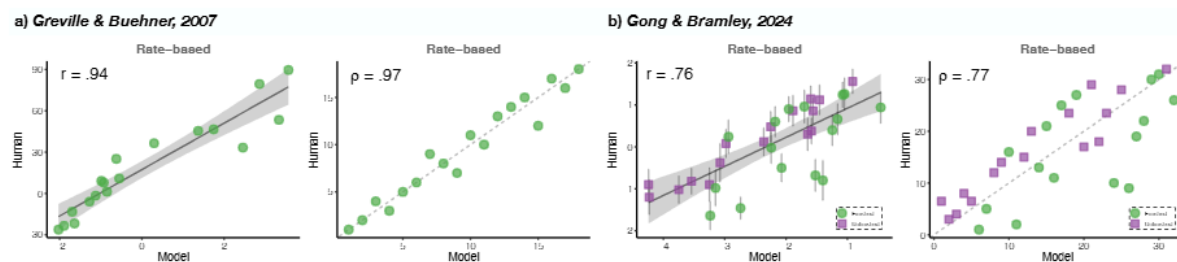 a) Greville & Buehner, 2007
Rate-based
r = .94
Human
90
60
30
0
30
2 0 2
Model
Rate-based
ρ = .97
Human
15
10
5
5 10 15
Model
b) Gong & Bramley, 2024
Rate-based
r = .76
Human
2
1
0
1
2
4 3 2 1
Model
Rate-based
ρ = .77
Human
30
20
10
0
0 10 20 30
Model